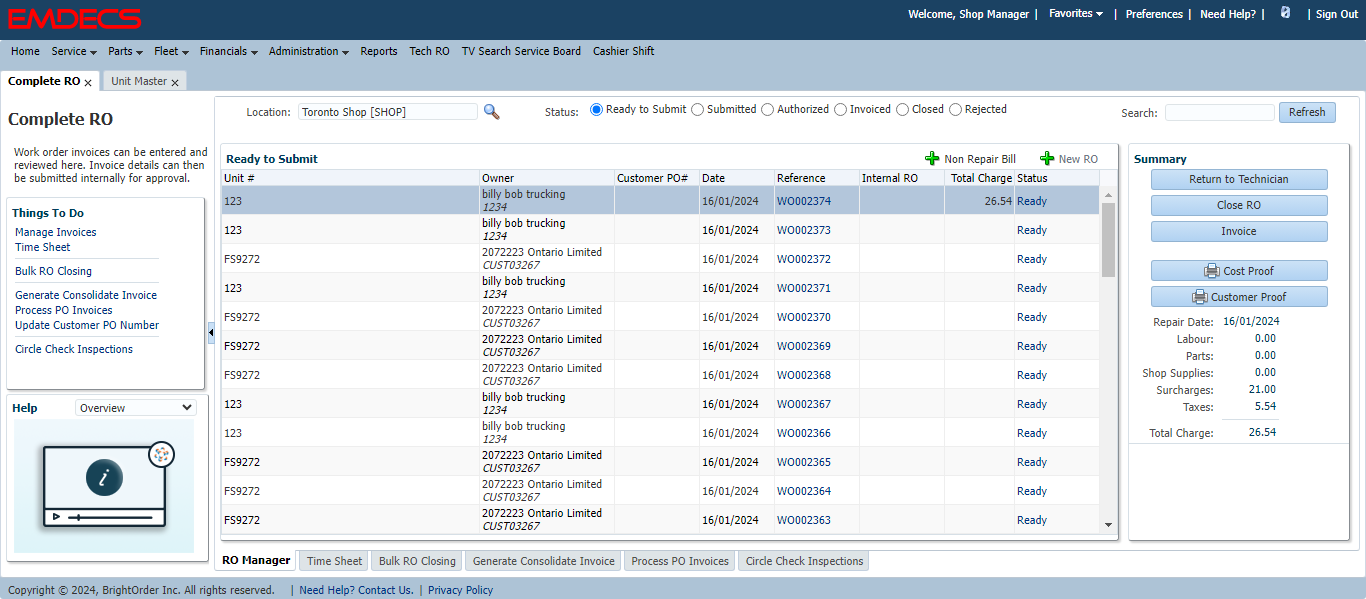 EMDECS
Welcome, Shop Manager | Favorites | Preferences | Need Help? | | Sign Out
Home Service Parts Fleet Financials Administration Reports Tech RO TV Search Service Board Cashier Shift
Complete RO x Unit Master x
Complete RO
Work order invoices can be entered and
reviewed here. Invoice details can then
be submitted internally for approval.
Things To Do
Manage Invoices
Time Sheet
Bulk RO Closing
Generate Consolidate Invoice
Process PO Invoices
Update Customer PO Number
Circle Check Inspections
Help Overview
i
Location: Toronto Shop [SHOP] Status: Ready to Submit Submitted Authorized Invoiced Closed Rejected Search: Refresh
Ready to Submit Non Repair Bill New RO
Unit # Owner Customer PO# Date Reference Internal RO Total Charge Status
123 billy bob trucking 16/01/2024 WO002374 26.54 Ready
1234
123 billy bob trucking 16/01/2024 WO002373 Ready
1234
FS9272 2072223 Ontario Limited 16/01/2024 WO002372 Ready
CUST03267
123 billy bob trucking 16/01/2024 WO002371 Ready
1234
FS9272 2072223 Ontario Limited 16/01/2024 WO002370 Ready
CUST03267
FS9272 2072223 Ontario Limited 16/01/2024 WO002369 Ready
CUST03267
FS9272 2072223 Ontario Limited 16/01/2024 WO002368 Ready
CUST03267
123 billy bob trucking 16/01/2024 WO002367 Ready
1234
123 billy bob trucking 16/01/2024 WO002366 Ready
1234
FS9272 2072223 Ontario Limited 16/01/2024 WO002365 Ready
CUST03267
FS9272 2072223 Ontario Limited 16/01/2024 WO002364 Ready
CUST03267
FS9272 2072223 Ontario Limited 16/01/2024 WO002363 Ready
CUST03267
Summary
Return to Technician
Close RO
Invoice
Cost Proof
Customer Proof
Repair Date: 16/01/2024
Labour: 0.00
Parts: 0.00
Shop Supplies: 0.00
Surcharges: 21.00
Taxes: 5.54
Total Charge: 26.54
RO Manager Time Sheet Bulk RO Closing Generate Consolidate Invoice Process PO Invoices Circle Check Inspections
Copyright © 2024, BrightOrder Inc. All rights reserved. | Need Help? Contact Us. | Privacy Policy